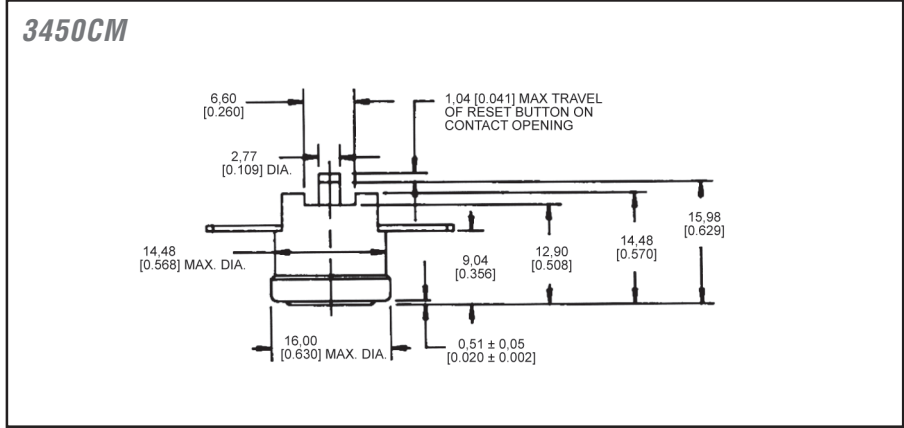 3450CM
6,60
[0.260]
1,04 [0.041] MAX TRAVEL
OF RESET BUTTON ON
CONTACT OPENING
2,77
[0.109] DIA.
14,48
[0.568] MAX. DIA.
9,04
[0.356]
12,90
[0.508]
14,48
[0.570]
15,98
[0.629]
16,00
[0.630] MAX. DIA.
0,51 ± 0,05
[0.020 ± 0.002]